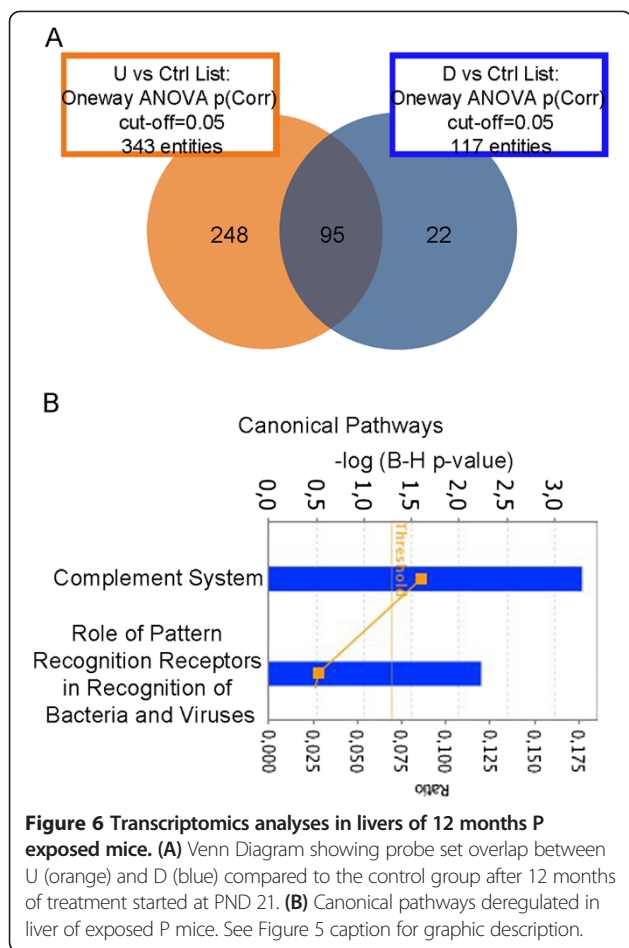 A
U vs Ctrl List:
Oneway ANOVA p(Corr)
cut-off=0.05
343 entities
D vs Ctrl List:
Oneway ANOVA p(Corr)
cut-off=0.05
117 entities
248
95
22
B
Canonical Pathways
-log (B-H p-value)
0,0
0,5
1,0
1,5
2,0
2,5
3,0
Threshold
Complement System
Role of Pattern
Recognition Receptors
in Recognition of
Bacteria and Viruses
0,000
0,025
0,050
0,075
0,100
0,125
0,150
0,175
Ratio
Figure 6 Transcriptomics analyses in livers of 12 months P
exposed mice. (A) Venn Diagram showing probe set overlap between
U (orange) and D (blue) compared to the control group after 12 months
of treatment started at PND 21. (B) Canonical pathways deregulated in
liver of exposed P mice. See Figure 5 caption for graphic description.